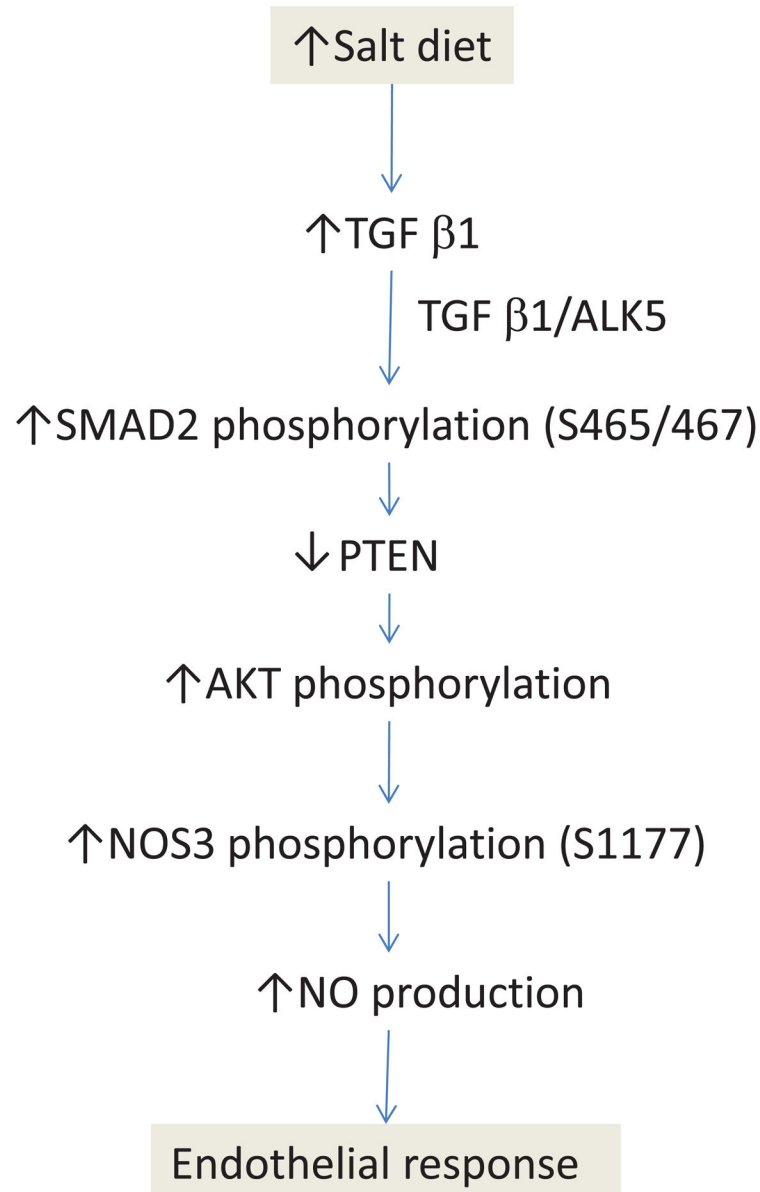 ↑Salt diet
↑TGF β1
TGF β1/ALK5
↑SMAD2 phosphorylation (S465/467)
↓PTEN
↑AKT phosphorylation
↑NOS3 phosphorylation (S1177)
↑NO production
Endothelial response